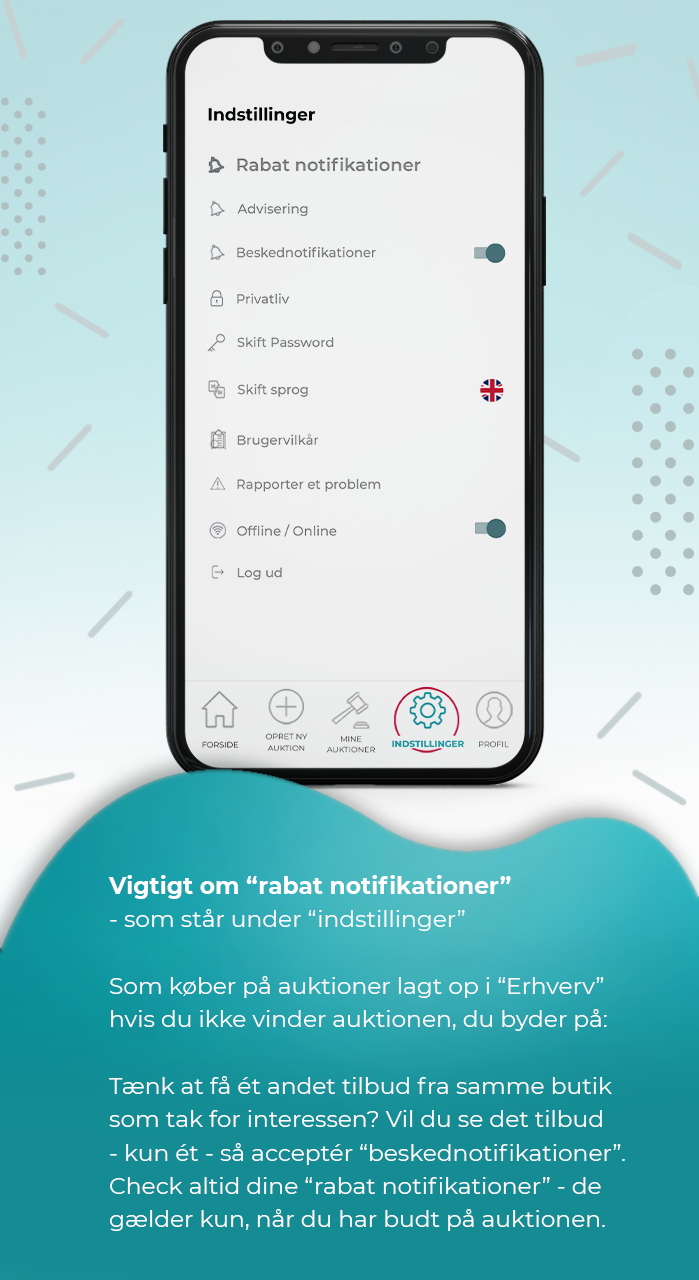 Indstillinger
Rabat notifikationer
Advisering
Beskednotifikationer
Privatliv
Skift Password
Skift sprog
Brugervilkår
Rapporter et problem
Offline / Online
Log ud
FORSIDE
OPRET NY
AUKTION
MINE
AUKTIONER
INDSTILLINGER
PROFIL
Vigtigt om “rabat notifikationer”
- som står under “indstillinger”
Som køber på auktioner lagt op i “Erhverv”
hvis du ikke vinder auktionen, du byder på:
Tænk at få ét andet tilbud fra samme butik
som tak for interessen? Vil du se det tilbud
- kun ét - så acceptér “beskednotifikationer”.
Check altid dine “rabat notifikationer” - de
gælder kun, når du har budt på auktionen.